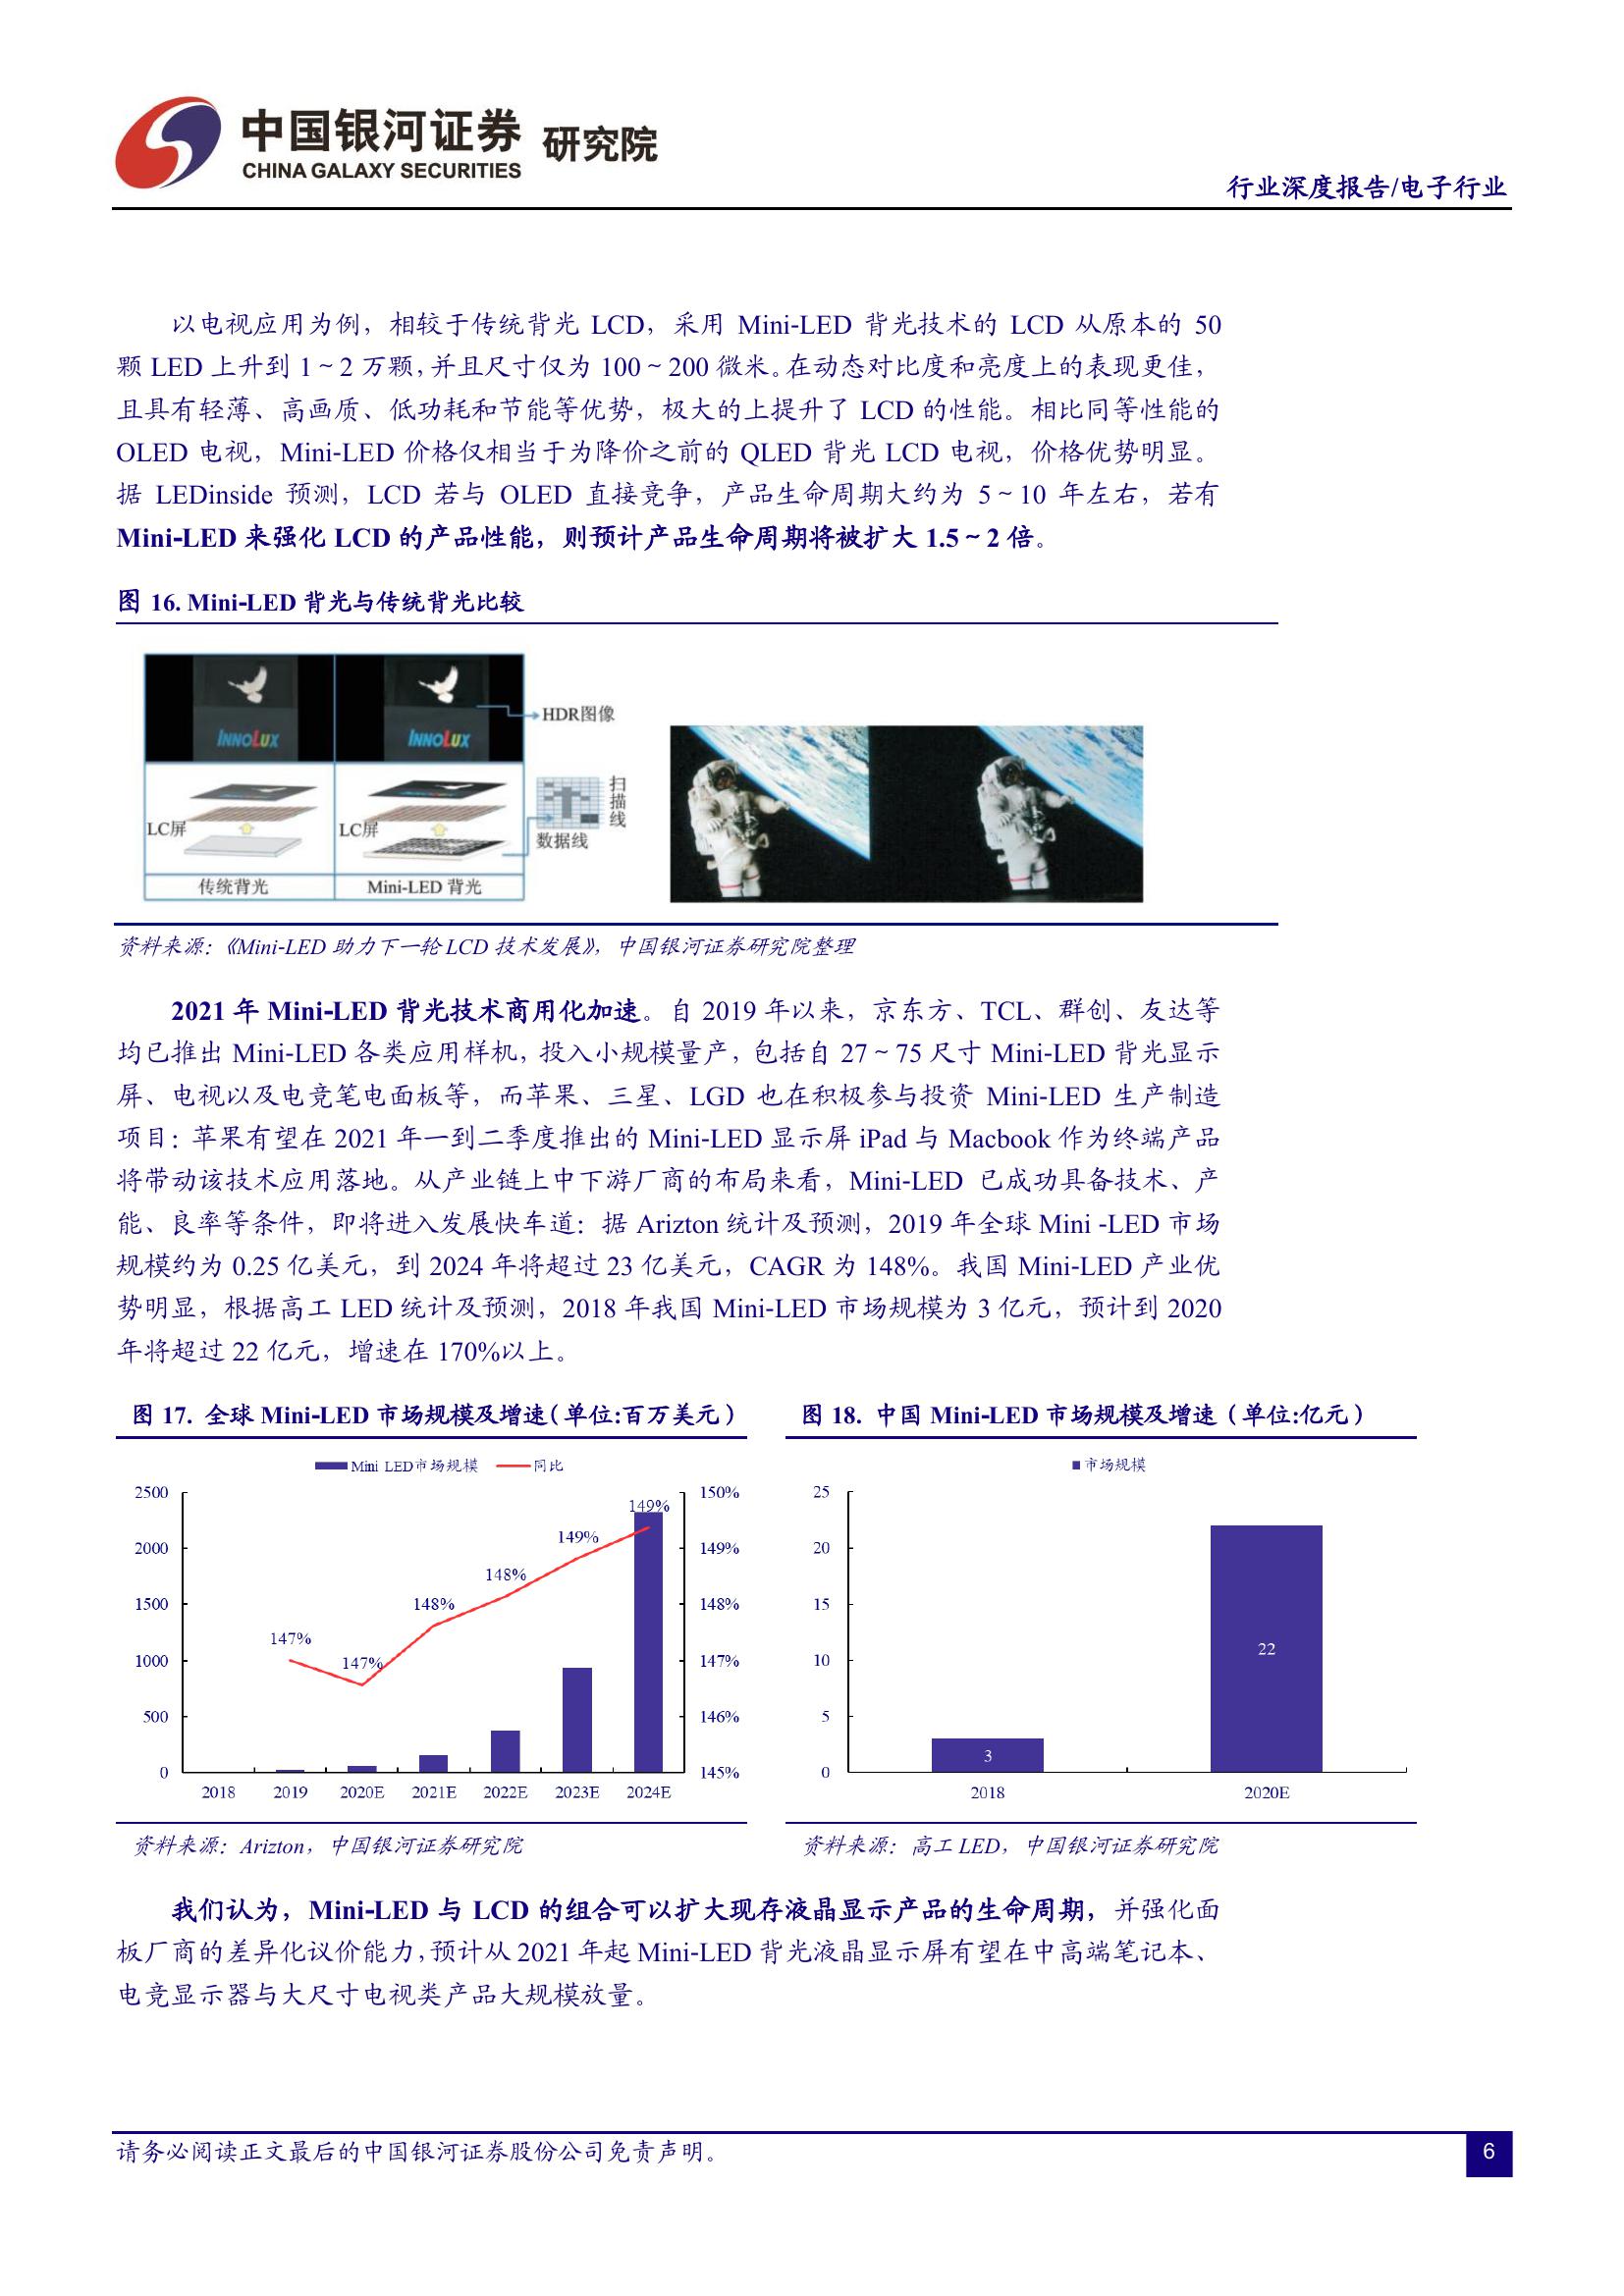 中国银河证券 研究院
CHINA GALAXY SECURITIES
行业深度报告/电子行业
以电视应用为例，相较于传统背光 LCD，采用 Mini-LED 背光技术的 LCD 从原本的 50
颗 LED 上升到 1~2 万颗，并且尺寸仅为 100~200 微米。在动态对比度和亮度上的表现更佳，
且具有轻薄、高画质、低功耗和节能等优势，极大的上提升了 LCD 的性能。相比同等性能的
OLED 电视，Mini-LED 价格仅相当于为降价之前的 QLED 背光 LCD 电视，价格优势明显。
据 LEDinside 预测，LCD 若与 OLED 直接竞争，产品生命周期大约为 5~10 年左右，若有
Mini-LED 来强化 LCD 的产品性能，则预计产品生命周期将被扩大 1.5~2 倍。
图 16. Mini-LED 背光与传统背光比较
INNOLUX
INNOLUX
HDR图像
LC屏
LC屏
扫描线
数据线
传统背光
Mini-LED 背光
资料来源：《Mini-LED 助力下一轮 LCD 技术发展》，中国银河证券研究院整理
2021 年 Mini-LED 背光技术商用化加速。自 2019 年以来，京东方、TCL、群创、友达等
均已推出 Mini-LED 各类应用样机，投入小规模量产，包括自 27~75 尺寸 Mini-LED 背光显示
屏、电视以及电竞笔电面板等，而苹果、三星、LGD 也在积极参与投资 Mini-LED 生产制造
项目：苹果有望在 2021 年一到二季度推出的 Mini-LED 显示屏 iPad 与 Macbook 作为终端产品
将带动该技术应用落地。从产业链上中下游厂商的布局来看，Mini-LED 已成功具备技术、产
能、良率等条件，即将进入发展快车道：据 Arizton 统计及预测，2019 年全球 Mini -LED 市场
规模约为 0.25 亿美元，到 2024 年将超过 23 亿美元，CAGR 为 148%。我国 Mini-LED 产业优
势明显，根据高工 LED 统计及预测，2018 年我国 Mini-LED 市场规模为 3 亿元，预计到 2020
年将超过 22 亿元，增速在 170%以上。
图 17. 全球 Mini-LED 市场规模及增速（单位:百万美元）
Mini LED市场规模 同比
2500
2000
1500
1000
500
0
150%
149%
148%
147%
146%
145%
147%
147%
148%
148%
149%
149%
2018 2019 2020E 2021E 2022E 2023E 2024E
资料来源：Arizton，中国银河证券研究院
图 18. 中国 Mini-LED 市场规模及增速（单位:亿元）
市场规模
25
20
15
10
5
0
3
22
2018 2020E
资料来源：高工 LED，中国银河证券研究院
我们认为，Mini-LED 与 LCD 的组合可以扩大现存液晶显示产品的生命周期，并强化面
板厂商的差异化议价能力，预计从 2021 年起 Mini-LED 背光液晶显示屏有望在中高端笔记本、
电竞显示器与大尺寸电视类产品大规模放量。
请务必阅读正文最后的中国银河证券股份公司免责声明。
6